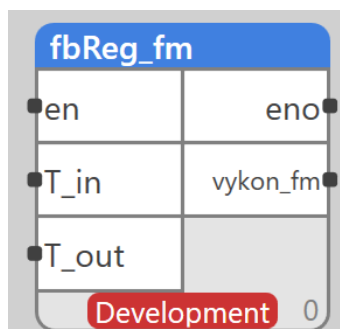 fbReg_fm
en eno
T_in vykon_fm
T_out
Development 0